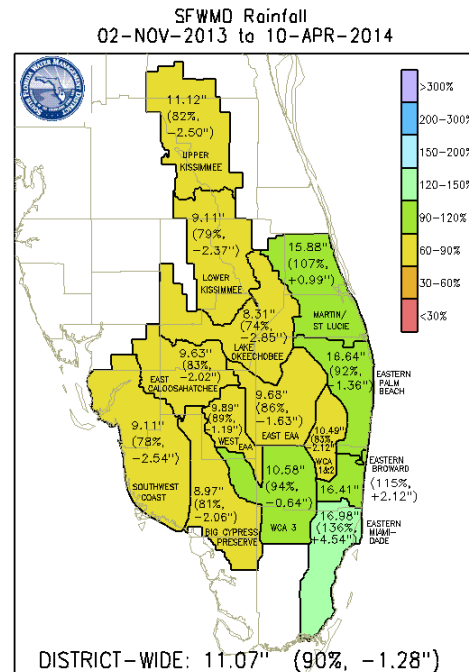 SFWMD Rainfall
02-NOV-2013 to 10-APR-2014
SOUTH FLORIDA WATER MANAGEMENT DISTRICT
11.12"
(82%,
-2.50")
UPPER
KISSIMMEE
9.11"
(79%,
-2.37")
LOWER
KISSIMMEE
15.88"
(107%,
+0.99")
MARTIN/
ST LUCIE
8.31"
(74%,
-2.85")
LAKE
OKEECHOBEE
9.63"
(83%,
-2.02")
EAST
CALOOSAHATCHEE
16.64"
(92%,
-1.36")
EASTERN
PALM
BEACH
9.68"
(86%,
-1.63")
EAST EAA
9.89"
(89%,
-1.19")
WEST
EAA
10.49"
(83%,
-2.12")
WCA
1&2
9.11"
(78%,
-2.54")
SOUTHWEST
COAST
8.97"
(81%,
-2.06")
BIG CYPRESS
PRESERVE
10.58"
(94%,
-0.64")
WCA 3
EASTERN
BROWARD
(115%,
+2.12")
16.41"
16.98"
(136%,
+4.54")
EASTERN
MIAMI-
DADE
>300%
200-300%
150-200%
120-150%
90-120%
60-90%
30-60%
<30%
DISTRICT-WIDE: 11.07" (90%, -1.28")